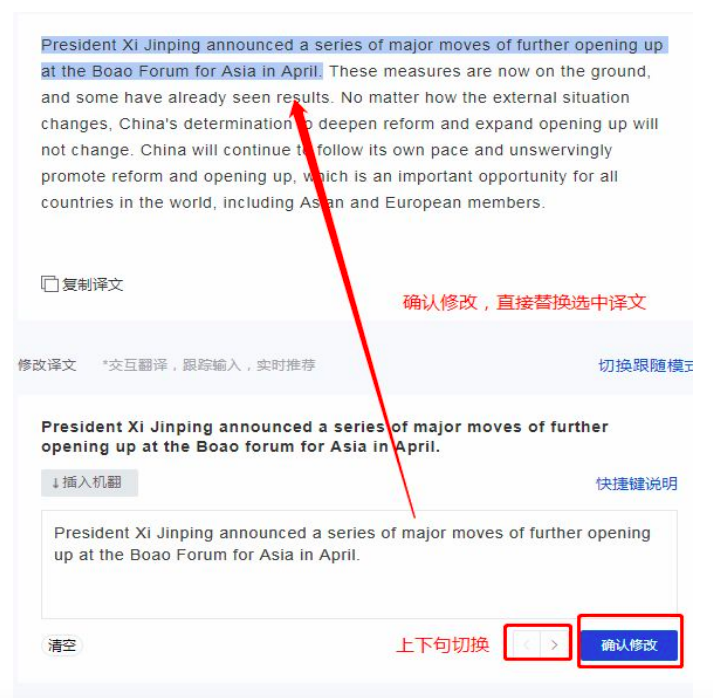 President Xi Jinping announced a series of major moves of further opening up
at the Boao Forum for Asia in April. These measures are now on the ground,
and some have already seen results. No matter how the external situation
changes, China's determination to deepen reform and expand opening up will
not change. China will continue to follow its own pace and unswervingly
promote reform and opening up, which is an important opportunity for all
countries in the world, including Asian and European members.
复制译文
确认修改，直接替换选中译文
修改译文 *交互翻译，跟踪输入，实时推荐 切换跟随模式
President Xi Jinping announced a series of major moves of further
opening up at the Boao forum for Asia in April.
↓插入机翻 快捷键说明
President Xi Jinping announced a series of major moves of further opening
up at the Boao Forum for Asia in April.
清空 上下句切换 < > 确认修改